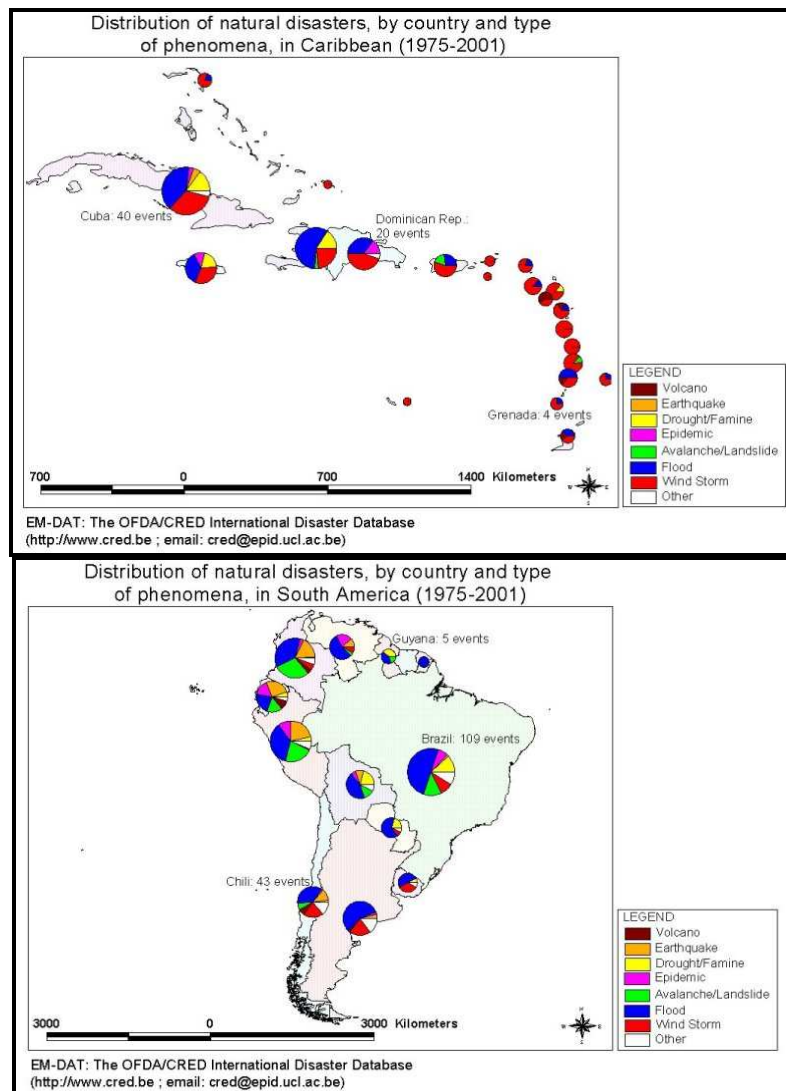 Distribution of natural disasters, by country and type
of phenomena, in Caribbean (1975-2001)
Cuba: 40 events
Dominican Rep.:
20 events
Grenada: 4 events
LEGEND
Volcano
Earthquake
Drought/Famine
Epidemic
Avalanche/Landslide
Flood
Wind Storm
Other
700 0 700 1400 Kilometers
EM-DAT: The OFDA/CRED International Disaster Database
(http://www.cred.be ; email: cred@epid.ucl.ac.be)
Distribution of natural disasters, by country and type
of phenomena, in South America (1975-2001)
Guyana: 5 events
Brazil: 109 events
Chili: 43 events
LEGEND
Volcano
Earthquake
Drought/Famine
Epidemic
Avalanche/Landslide
Flood
Wind Storm
Other
3000 0 3000 Kilometers
EM-DAT: The OFDA/CRED International Disaster Database
(http://www.cred.be ; email: cred@epid.ucl.ac.be)